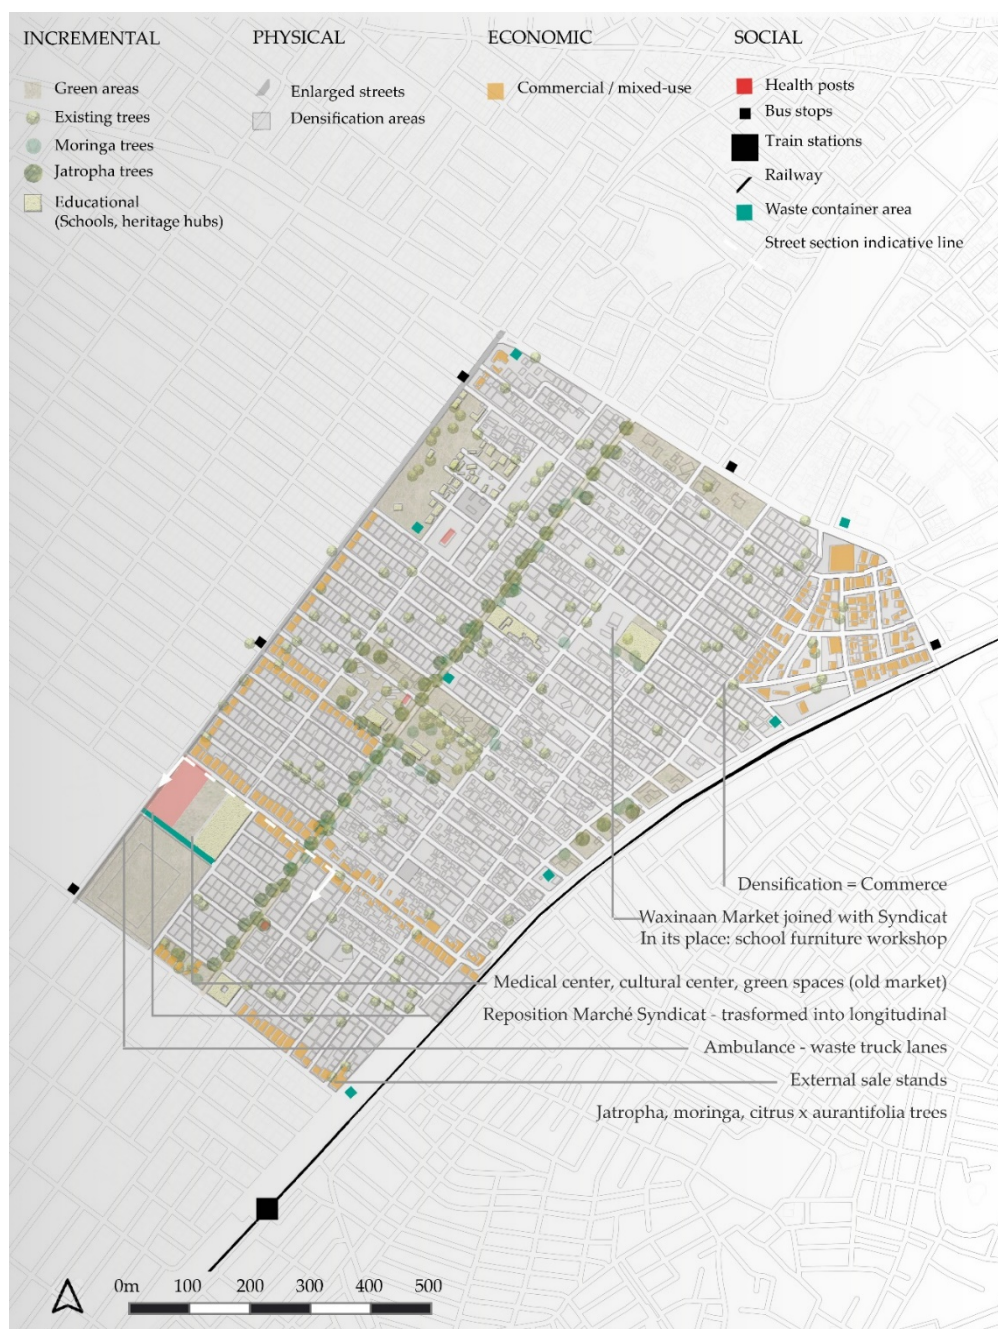 INCREMENTAL
Green areas
Existing trees
Moringa trees
Jatropha trees
Educational
(Schools, heritage hubs)
PHYSICAL
Enlarged streets
Densification areas
ECONOMIC
Commercial / mixed-use
SOCIAL
Health posts
Bus stops
Train stations
Railway
Waste container area
Street section indicative line
Densification = Commerce
Waxinaan Market joined with Syndicat
In its place: school furniture workshop
Medical center, cultural center, green spaces (old market)
Reposition Marché Syndicat - trasformed into longitudinal
Ambulance - waste truck lanes
External sale stands
Jatropha, moringa, citrus x aurantifolia trees
0m 100 200 300 400 500